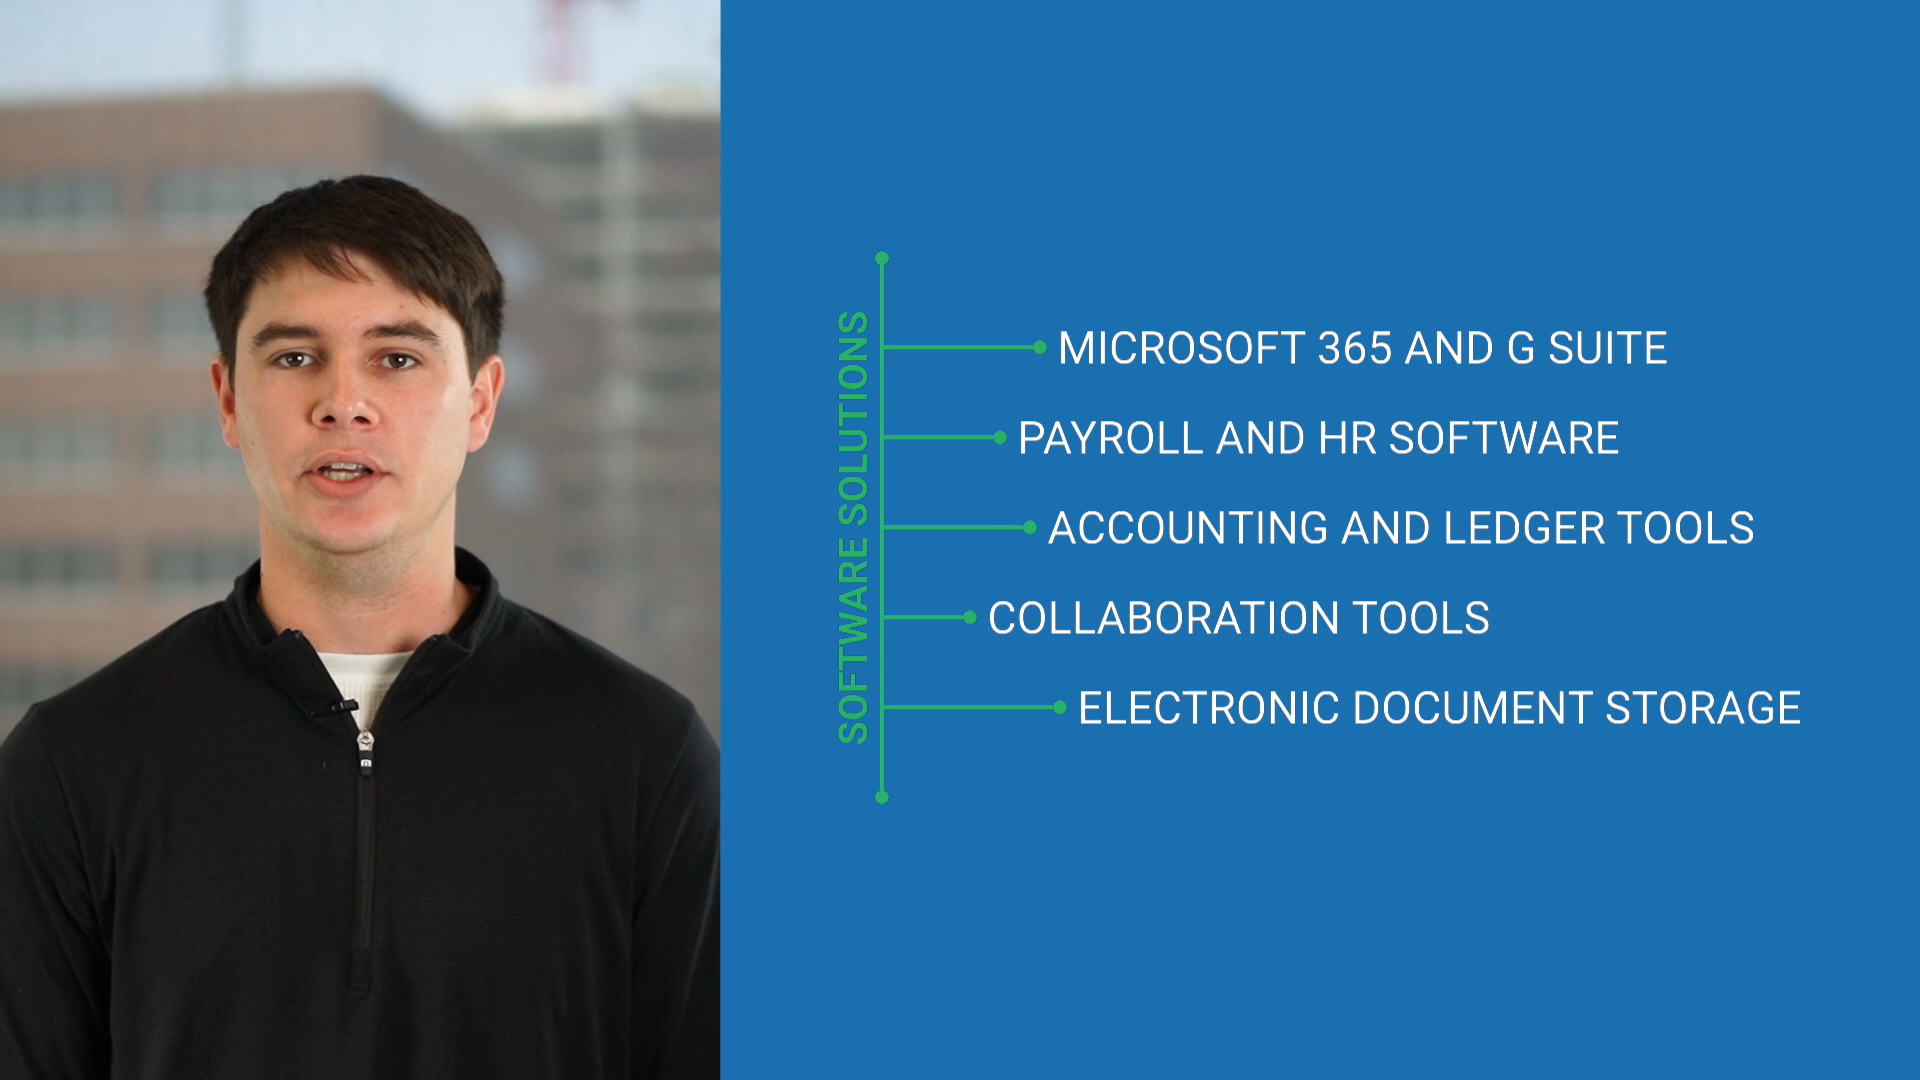 SOFTWARE SOLUTIONS
MICROSOFT 365 AND G SUITE
PAYROLL AND HR SOFTWARE
ACCOUNTING AND LEDGER TOOLS
COLLABORATION TOOLS
ELECTRONIC DOCUMENT STORAGE